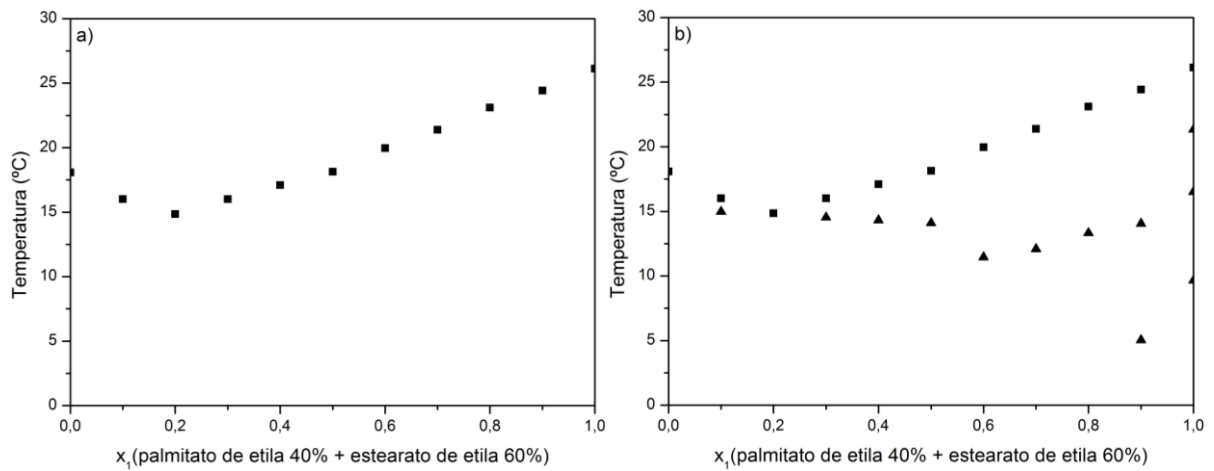 a)
Temperatura (ºC)
30
25
20
15
10
5
0
0,0 0,2 0,4 0,6 0,8 1,0
x1(palmitato de etila 40% + estearato de etila 60%)
b)
Temperatura (ºC)
30
25
20
15
10
5
0
0,0 0,2 0,4 0,6 0,8 1,0
x1(palmitato de etila 40% + estearato de etila 60%)